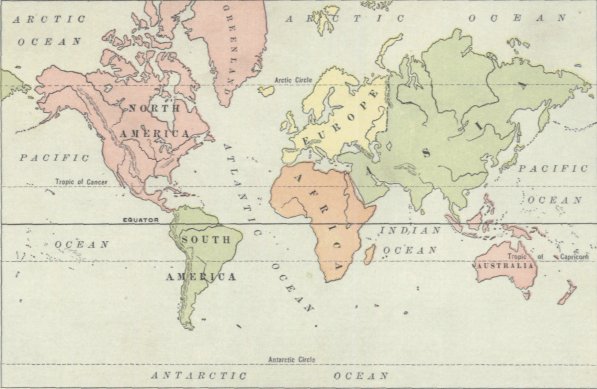 ARCTIC OCEAN
ARCTIC OCEAN
GREENLAND
Arctic Circle
NORTH
AMERICA
EUROPE
ASIA
PACIFIC
ATLANTIC
PACIFIC
Tropic of Cancer
AFRICA
OCEAN
EQUATOR
SOUTH
AMERICA
INDIAN
OCEAN
OCEAN
OCEAN
Tropic of Capricorn
AUSTRALIA
Antarctic Circle
ANTARCTIC OCEAN